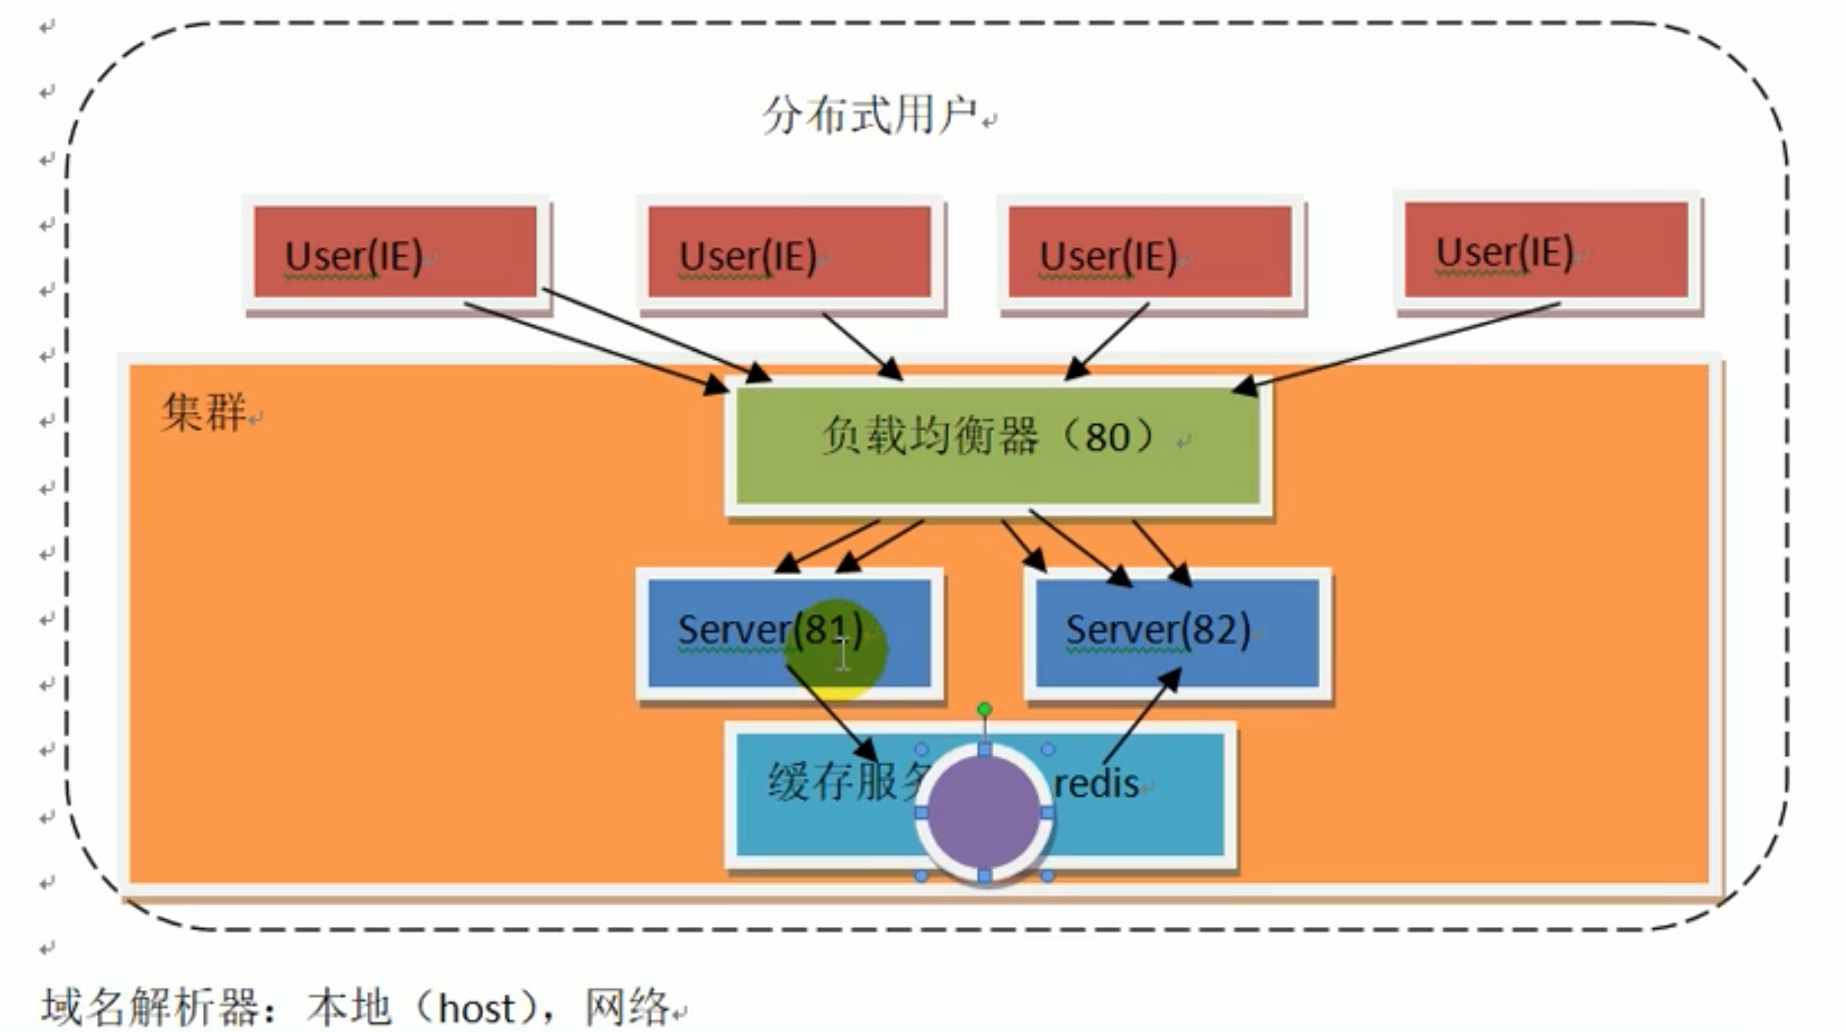 分布式用户
User(IE) User(IE) User(IE) User(IE)
集群
负载均衡器（80）
Server(81) Server(82)
缓存服 redis
域名解析器：本地（host），网络